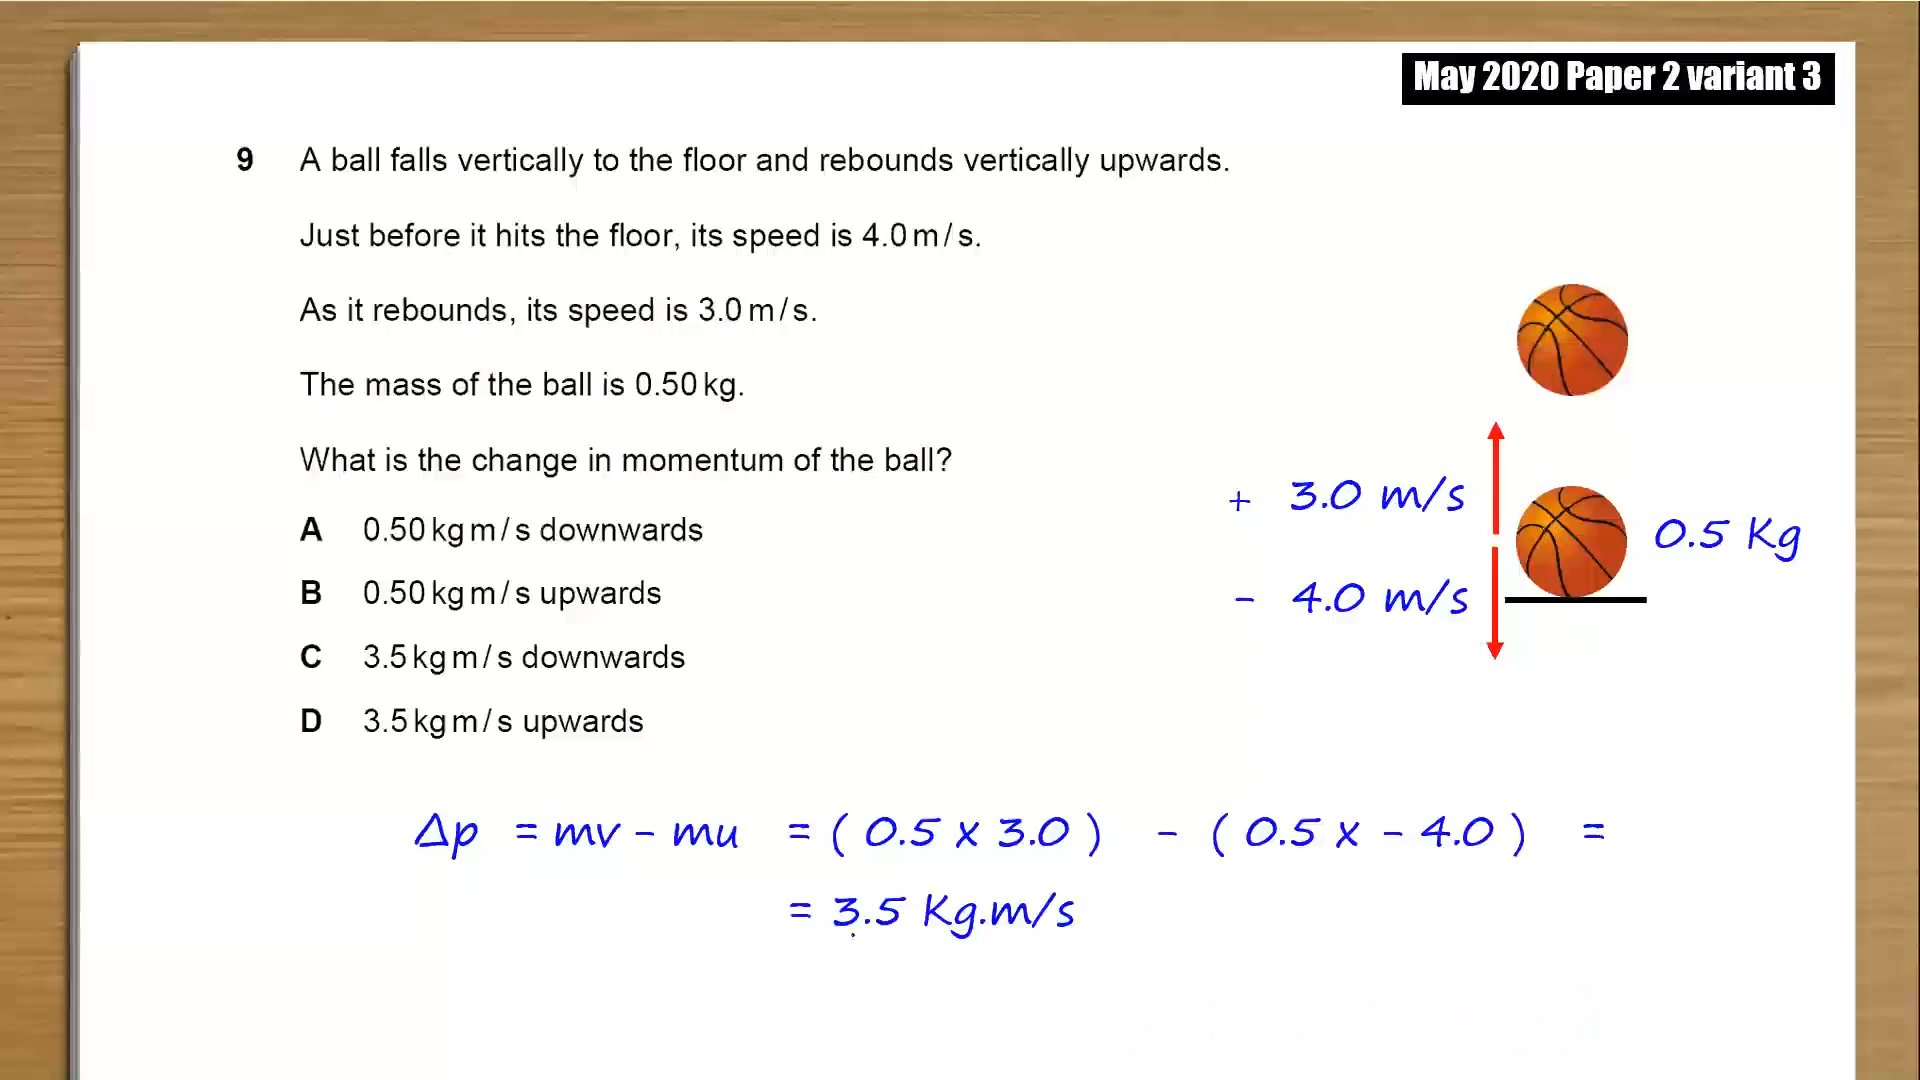 May 2020 Paper 2 variant 3
9 A ball falls vertically to the floor and rebounds vertically upwards.
Just before it hits the floor, its speed is 4.0 m / s.
As it rebounds, its speed is 3.0 m / s.
The mass of the ball is 0.50 kg.
What is the change in momentum of the ball?
A 0.50 kg m / s downwards
B 0.50 kg m / s upwards
C 3.5 kg m / s downwards
D 3.5 kg m / s upwards
+ 3.0 m/s
0.5 Kg
- 4.0 m/s
Δp = mv - mu = ( 0.5 x 3.0 ) - ( 0.5 x - 4.0 ) =
= 3.5 Kg.m/s